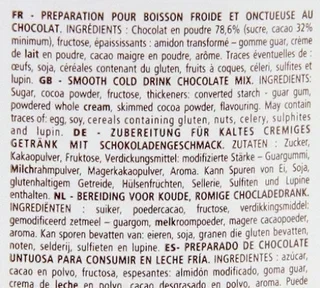 FR - PREPARATION POUR BOISSON FROIDE ET ONCTUEUSE AU
CHOCOLAT. INGRÉDIENTS : Chocolat en poudre 78,6% (sucre, cacao 32%
minimum), fructose, épaississants : amidon transformé – gomme guar, crème
de lait en poudre, cacao maigre en poudre, arôme. Traces éventuelles de :
œufs, soja, céréales contenant du gluten, fruits à coques, céleri, sulfites et
lupin. GB - SMOOTH COLD DRINK CHOCOLATE MIX. INGREDIENTS:
Sugar, cocoa powder, fructose, thickeners: converted starch - guar gum,
powdered whole cream, skimmed cocoa powder, flavouring. May contain
traces of: egg, soy, cereals containing gluten, nuts, celery, sulphites
and lupin. DE - ZUBEREITUNG FÜR KALTES CREMIGES
GETRÄNK MIT SCHOKOLADENGESCHMACK. ZUTATEN : Zucker,
Kakaopulver, Fruktose, Verdickungsmittel: modifizierte Stärke – Guargummi,
Milchrahmpulver, Magerkakaopulver, Aroma. Kann Spuren von Ei, Soja,
glutenhaltigem Getreide, Hülsenfrüchten, Sellerie, Sulfiten und Lupine
enthalten. NL - BEREIDING VOOR KOUDE, ROMIGE CHOCLADEDRANK.
INGREDIËNTEN : suiker, poedercacao, fructose, verdikkingsmiddel:
gemodificeerd zetmeel – guargom, melkroompoeder, magere cacaopoeder,
aroma. Kan sporen bevatten van: eieren, soja, granen die gluten bevatten,
noten, selderij, sulfieten en lupine. ES- PREPARADO DE CHOCOLATE
UNTUOSA PARA CONSUMIR EN LECHE FRÍA. INGREDIENTES : azúcar,
cacao en polvo, fructosa, espesantes: almidón modificado, goma guar,
crema de leche en polvo, cacao desgrasado en polvo, aroma. Puede